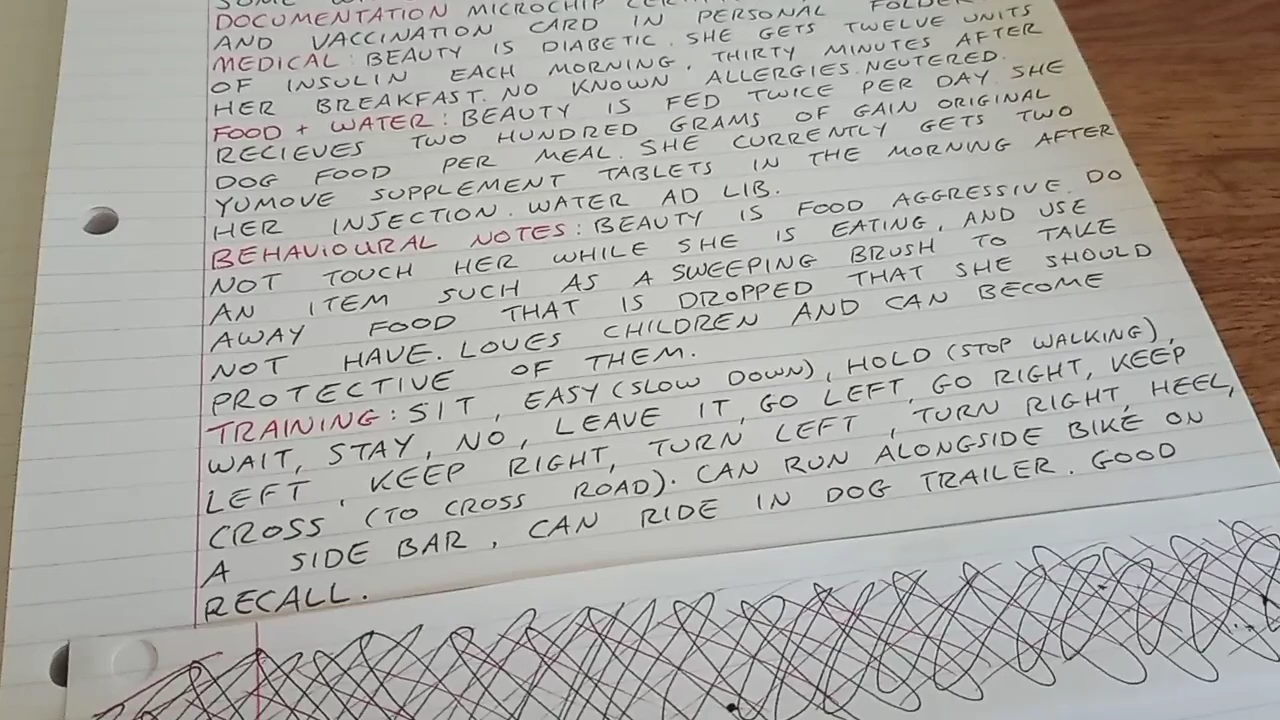 DOCUMENTATION MICROCHIP
AND VACCINATION CARD IN PERSONAL FOLDER
MEDICAL: BEAUTY IS DIABETIC. SHE GETS TWELVE UNITS
OF INSULIN EACH MORNING, THIRTY MINUTES AFTER
HER BREAKFAST. NO KNOWN ALLERGIES. NEUTERED.
FOOD + WATER: BEAUTY IS FED TWICE PER DAY. SHE
RECIEVES TWO HUNDRED GRAMS OF GAIN ORIGINAL
DOG FOOD PER MEAL. SHE CURRENTLY GETS TWO
YUMOVE SUPPLEMENT TABLETS IN THE MORNING AFTER
HER INJECTION. WATER AD LIB.
BEHAVIOURAL NOTES: BEAUTY IS FOOD AGGRESSIVE. DO
NOT TOUCH HER WHILE SHE IS EATING, AND USE
AN ITEM SUCH AS A SWEEPING BRUSH TO TAKE
AWAY FOOD THAT IS DROPPED THAT SHE SHOULD
NOT HAVE. LOVES CHILDREN AND CAN BECOME
PROTECTIVE OF THEM.
TRAINING: SIT, EASY (SLOW DOWN), HOLD (STOP WALKING),
WAIT, STAY, NO, LEAVE IT, GO LEFT, GO RIGHT, KEEP
LEFT, KEEP RIGHT, TURN LEFT, TURN RIGHT, HEEL,
CROSS (TO CROSS ROAD). CAN RUN ALONGSIDE BIKE ON
A SIDE BAR, CAN RIDE IN DOG TRAILER. GOOD
RECALL.